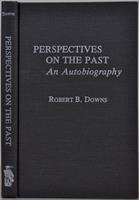 DOWNS
PERSPECTIVES ON THE PAST
PERSPECTIVES
ON THE PAST
An Autobiography
ROBERT B. DOWNS